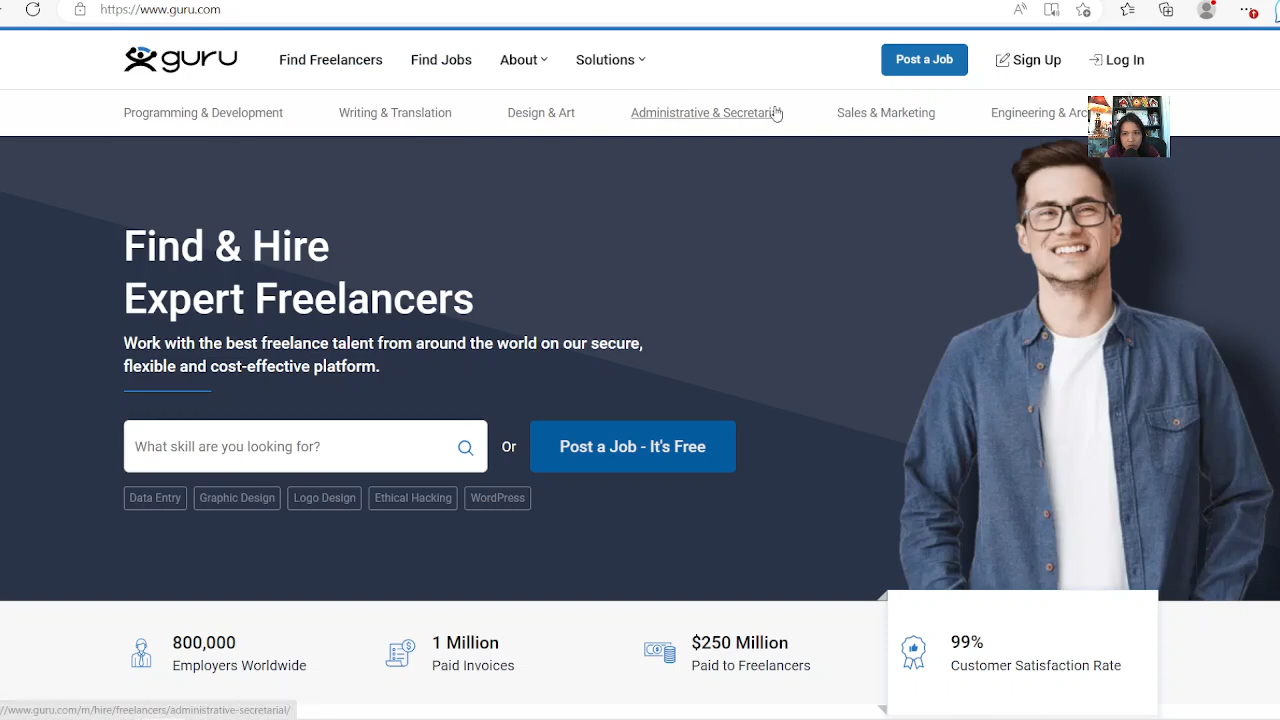 https://www.guru.com
guru
Find Freelancers
Find Jobs
About
Solutions
Post a Job
Sign Up
Log In
Programming & Development
Writing & Translation
Design & Art
Administrative & Secretarial
Sales & Marketing
Engineering &
Find & Hire
Expert Freelancers
Work with the best freelance talent from around the world on our secure,
flexible and cost-effective platform.
What skill are you looking for?
Or
Post a Job - It's Free
Data Entry
Graphic Design
Logo Design
Ethical Hacking
WordPress
800,000
Employers Worldwide
1 Million
Paid Invoices
$250 Million
Paid to Freelancers
99%
Customer Satisfaction Rate
//www.guru.com/m/hire/freelancers/administrative-secretarial/